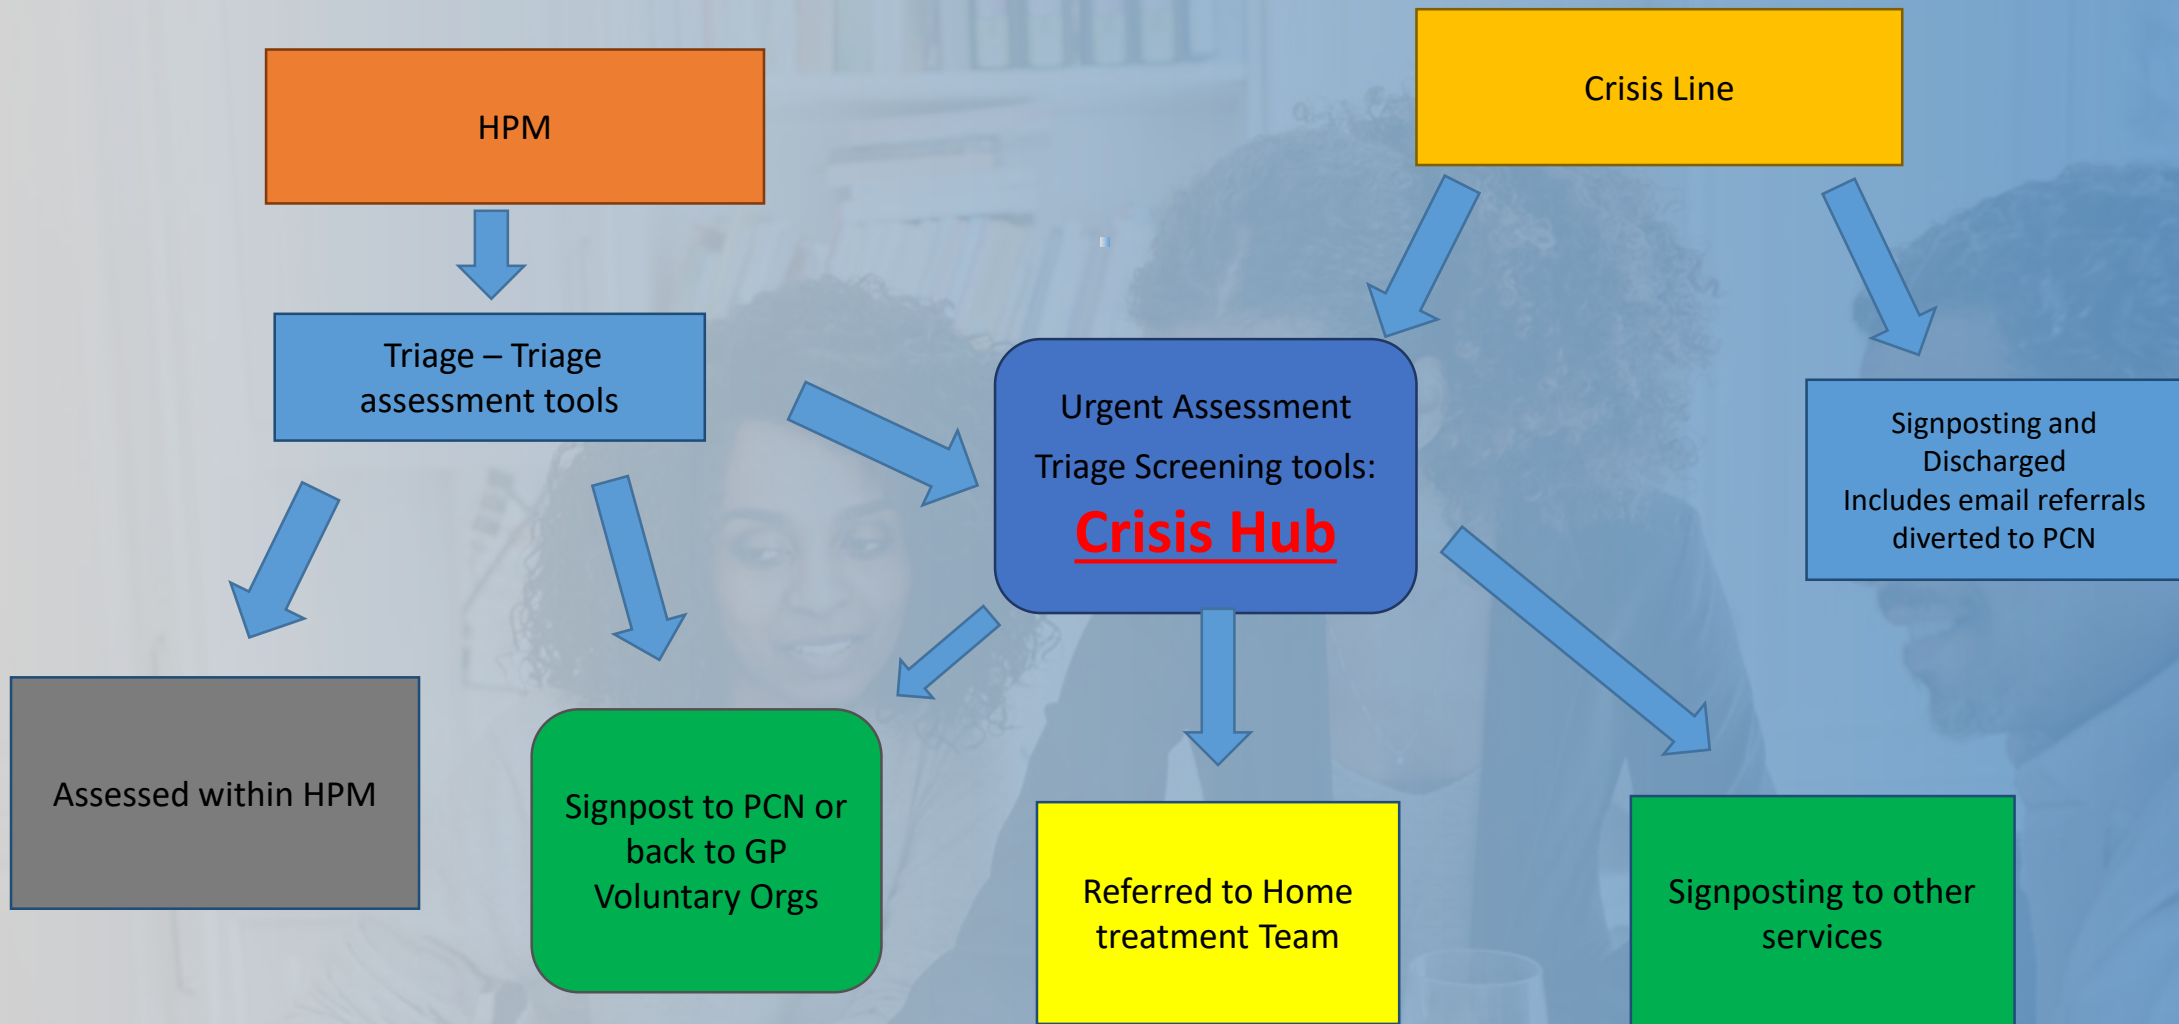 HPM
Crisis Line
Triage – Triage
assessment tools
Urgent Assessment
Triage Screening tools:
Crisis Hub
Signposting and
Discharged
Includes email referrals
diverted to PCN
Assessed within HPM
Signpost to PCN or
back to GP
Voluntary Orgs
Referred to Home
treatment Team
Signposting to other
services